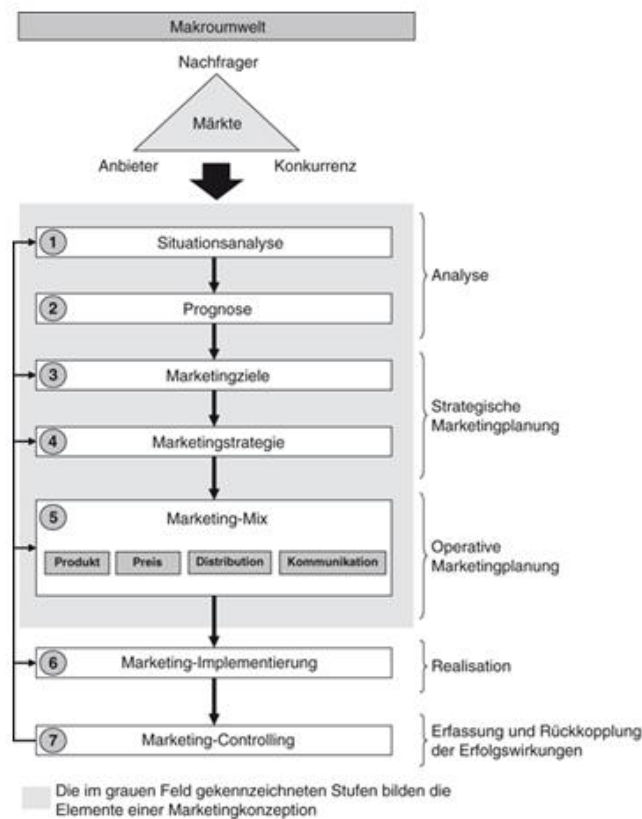 Makroumwelt
Nachfrager
Märkte
Anbieter
Konkurrenz
1 Situationsanalyse
Analyse
2 Prognose
3 Marketingziele
Strategische
Marketingplanung
4 Marketingstrategie
5 Marketing-Mix
Produkt Preis Distribution Kommunikation
Operative
Marketingplanung
6 Marketing-Implementierung
Realisation
7 Marketing-Controlling
Erfassung und Rückkopplung
der Erfolgswirkungen
Die im grauen Feld gekennzeichneten Stufen bilden die
Elemente einer Marketingkonzeption